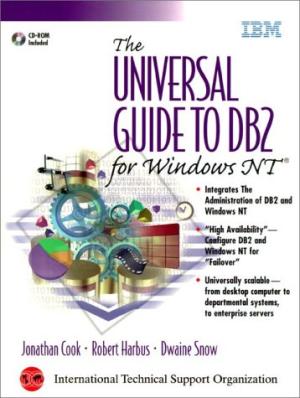 CD-ROM
Included
IBM
The
UNIVERSAL
GUIDE TO DB2
for Windows NT®
• Integrates The
Administration of DB2 and
Windows NT
• "High Availability"—
Configure DB2 and
Windows NT for
"Failover"
• Universally scalable—
from desktop computer to
departmental systems,
to enterprise servers
Jonathan Cook • Robert Harbus • Dwaine Snow
International Technical Support Organization